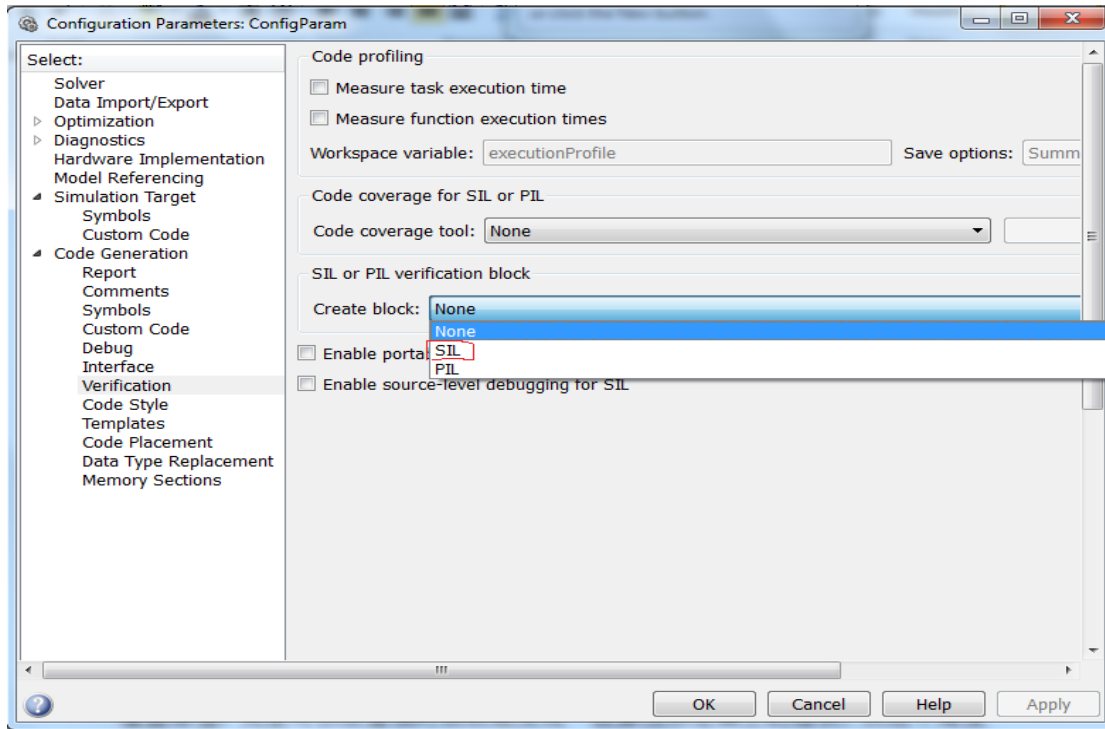 Configuration Parameters: ConfigParam
Select:
Solver
Data Import/Export
Optimization
Diagnostics
Hardware Implementation
Model Referencing
Simulation Target
Symbols
Custom Code
Code Generation
Report
Comments
Symbols
Custom Code
Debug
Interface
Verification
Code Style
Templates
Code Placement
Data Type Replacement
Memory Sections
Code profiling
Measure task execution time
Measure function execution times
Workspace variable: executionProfile Save options: Summ
Code coverage for SIL or PIL
Code coverage tool: None
SIL or PIL verification block
Create block: None
None
Enable porta SIL
PIL
Enable source-level debugging for SIL
OK Cancel Help Apply